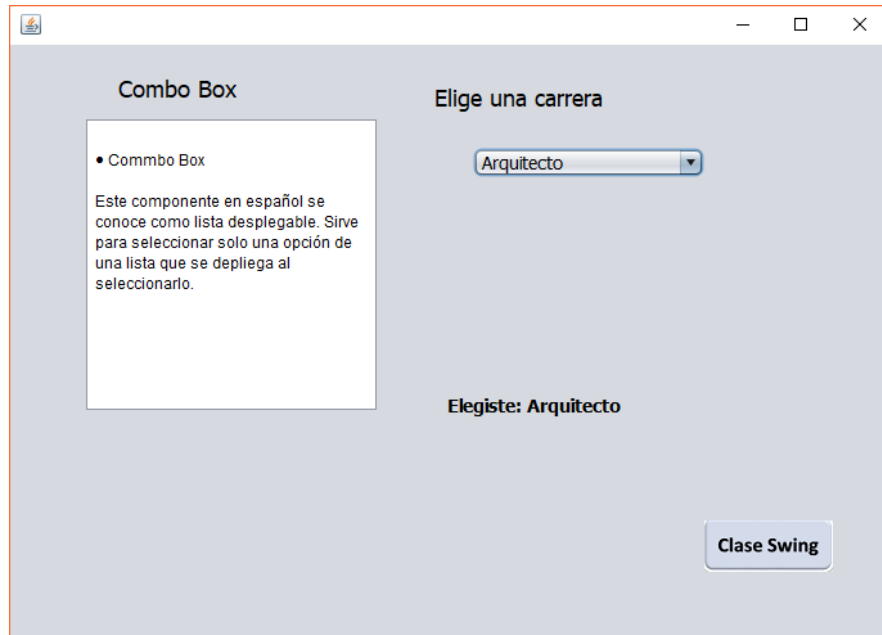 Combo Box
● Commbo Box
Este componente en español se
conoce como lista desplegable. Sirve
para seleccionar solo una opción de
una lista que se depliega al
seleccionarlo.
Elige una carrera
Arquitecto
Elegiste: Arquitecto
Clase Swing